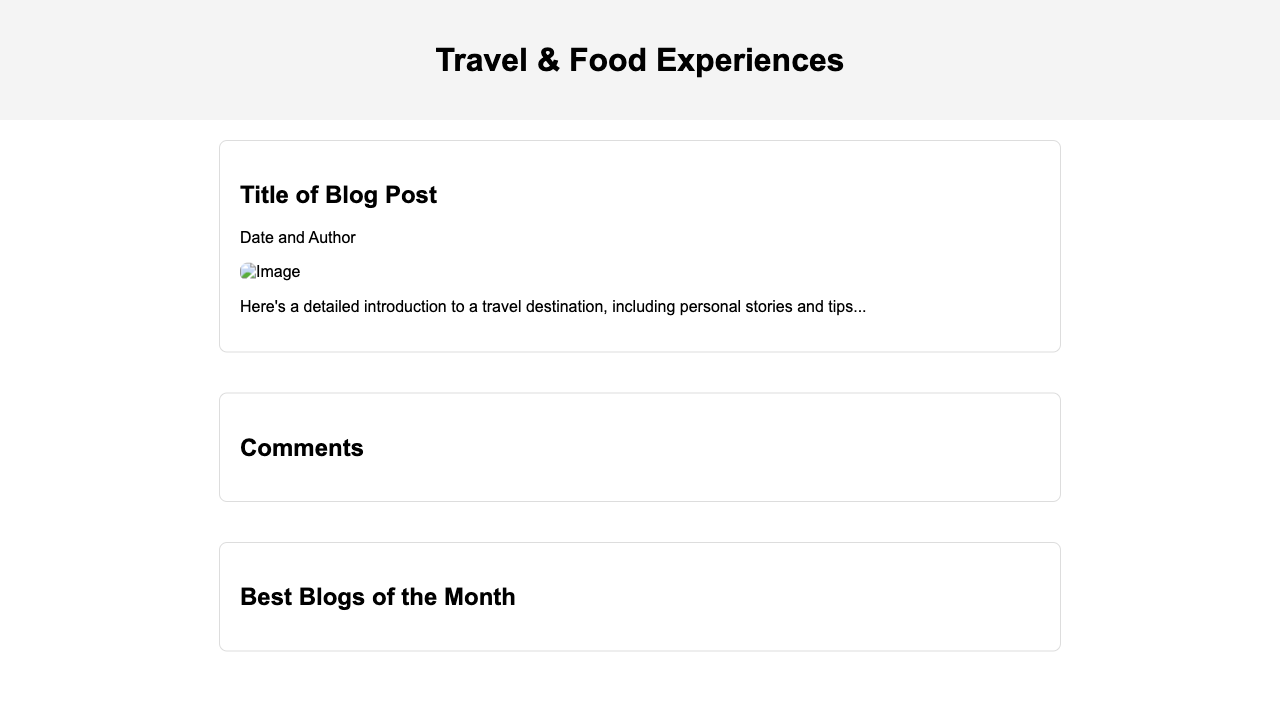 Travel & Food Experiences
Title of Blog Post
Date and Author
Image
Here's a detailed introduction to a travel destination, including personal stories and tips...
Comments
Best Blogs of the Month